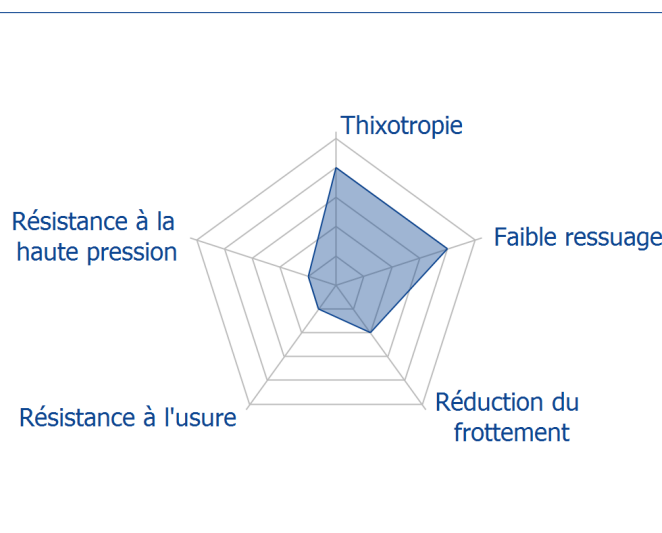 Thixotropie
Résistance à la
haute pression
Faible ressuage
Résistance à l'usure
Réduction du
frottement